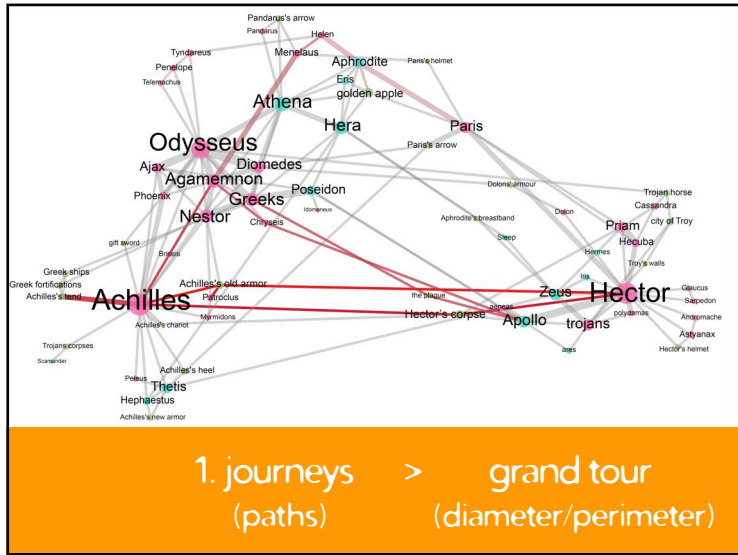 Pandarus's arrow
Pandarus
Helen
Tyndareus
Menelaus
Penelope
Aphrodite
Paris's helmet
Telemachus
Eris
golden apple
Athena
Hera
Paris
Odysseus
Paris's arrow
Ajax
Diomedes
Agamemnon
Phoenix
Greeks
Poseidon
Dolons' armour
Trojan horse
Idomeneus
Cassandra
Nestor
Chryseis
Aphrodite's breastband
Dolon
city of Troy
Priam
gift sword
Sleep
Hecuba
Briseis
Hermes
Troy's walls
Greek ships
Iris
Greek fortifications
Achilles's old armor
Achilles's tend
Patroclus
the plague
Zeus
Hector
Glaucus
Achilles
aeneas
Sarpedon
Myrmidons
Hector's corpse
Apollo
trojans
polydamas
Andromache
Achilles's chariot
Astyanax
Trojans corpses
Hector's helmet
ares
Scamander
Achilles's heel
Peleus
Thetis
Hephaestus
Achilles's new armor
1. journeys > grand tour
(paths) (diameter/perimeter)